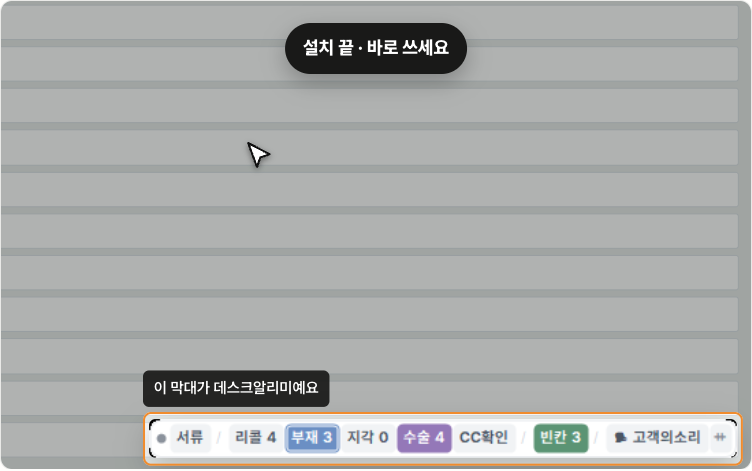 설치 끝 · 바로 쓰세요
이 막대가 데스크알리미예요
서류 / 리콜 4 부재 3 지각 0 수술 4 CC확인 / 빈칸 3 / 고객의소리